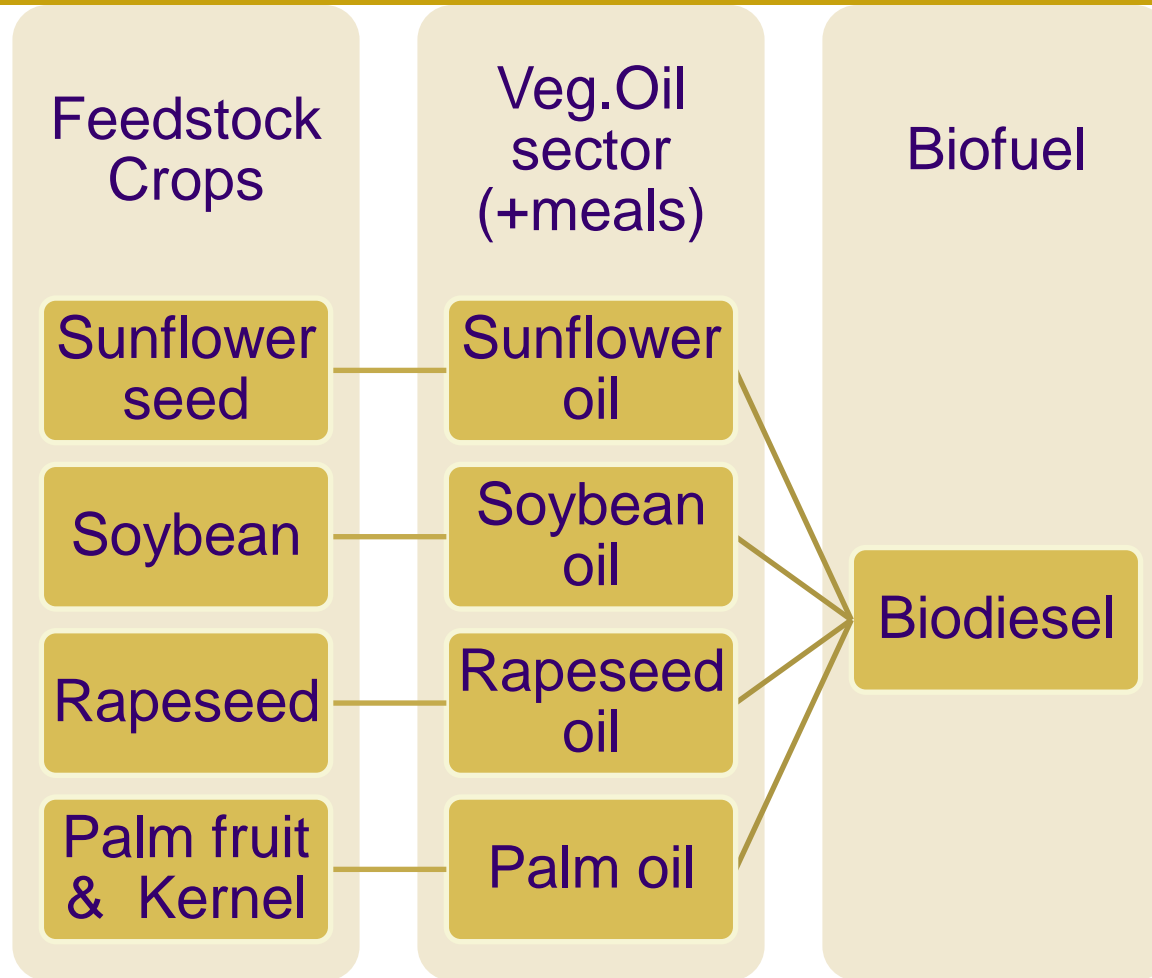 Feedstock
Crops
Veg.Oil
sector
(+meals)
Biofuel
Sunflower
seed
Sunflower
oil
Soybean
Soybean
oil
Rapeseed
Rapeseed
oil
Palm fruit
& Kernel
Palm oil
Biodiesel